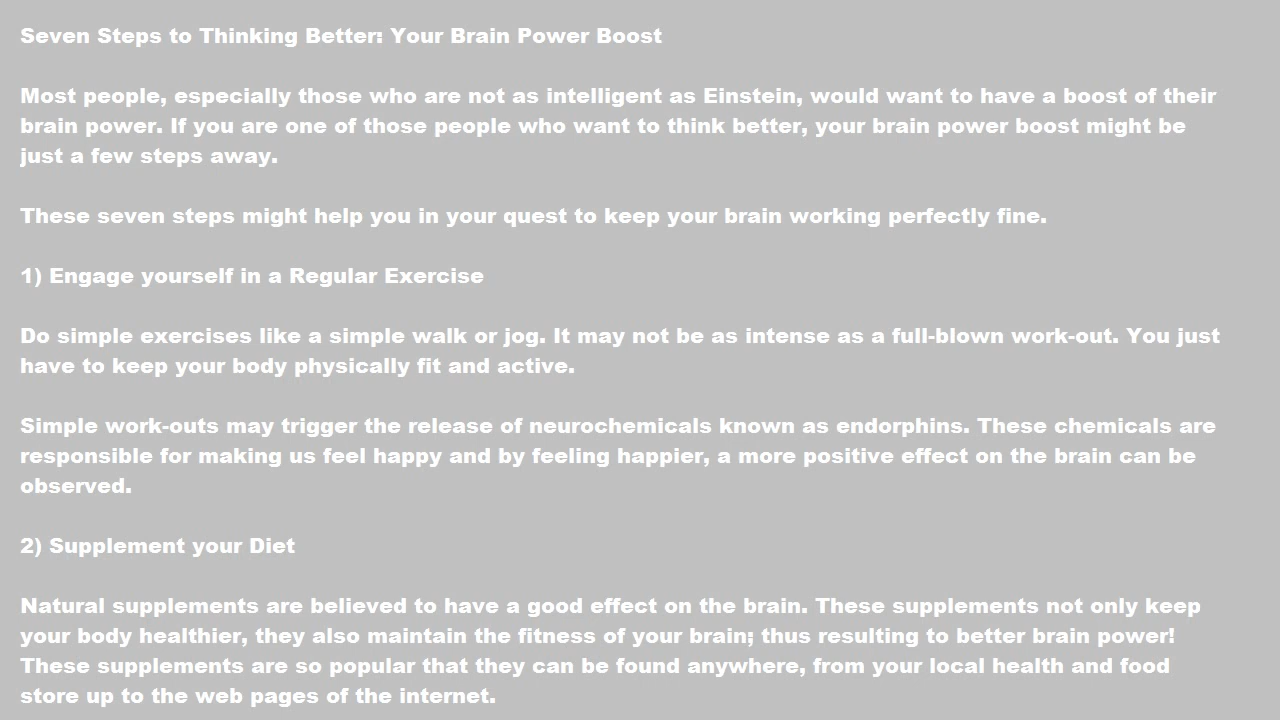 Seven Steps to Thinking Better: Your Brain Power Boost
Most people, especially those who are not as intelligent as Einstein, would want to have a boost of their
brain power. If you are one of those people who want to think better, your brain power boost might be
just a few steps away.
These seven steps might help you in your quest to keep your brain working perfectly fine.
1) Engage yourself in a Regular Exercise
Do simple exercises like a simple walk or jog. It may not be as intense as a full-blown work-out. You just
have to keep your body physically fit and active.
Simple work-outs may trigger the release of neurochemicals known as endorphins. These chemicals are
responsible for making us feel happy and by feeling happier, a more positive effect on the brain can be
observed.
2) Supplement your Diet
Natural supplements are believed to have a good effect on the brain. These supplements not only keep
your body healthier, they also maintain the fitness of your brain; thus resulting to better brain power!
These supplements are so popular that they can be found anywhere, from your local health and food
store up to the web pages of the internet.